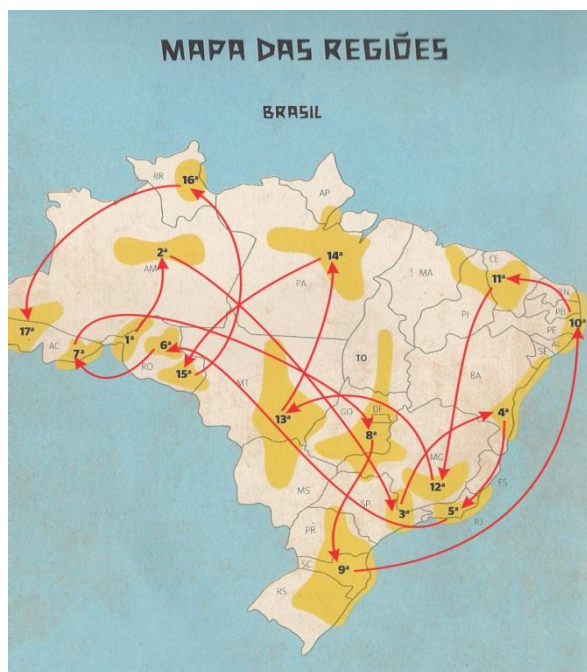 MAPA DAS REGIÕES
BRASIL
RR
16ª
AP
2ª
14ª
CE
AM
MA
11ª
PA
RN
PB
PI
10ª
17ª
PE
1ª
AC
6ª
AL
7ª
SE
TO
RO
15ª
BA
MT
DF
4ª
GO
13ª
8ª
MG
ES
12ª
MS
SP
3ª
5ª
RJ
PR
SC
9ª
RS